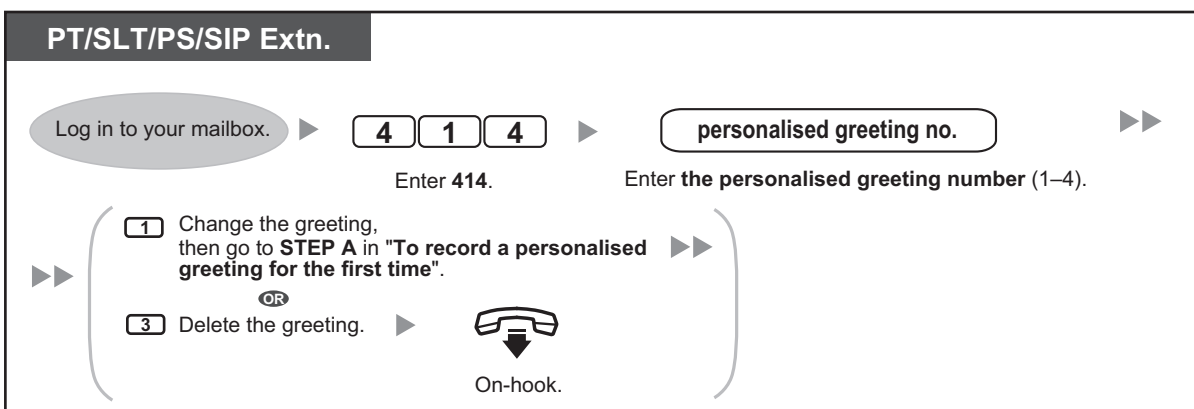 PT/SLT/PS/SIP Extn.
Log in to your mailbox.
4 1 4
personalised greeting no.
Enter 414.
Enter the personalised greeting number (1–4).
1 Change the greeting,
then go to STEP A in "To record a personalised
greeting for the first time".
OR
3 Delete the greeting.
On-hook.